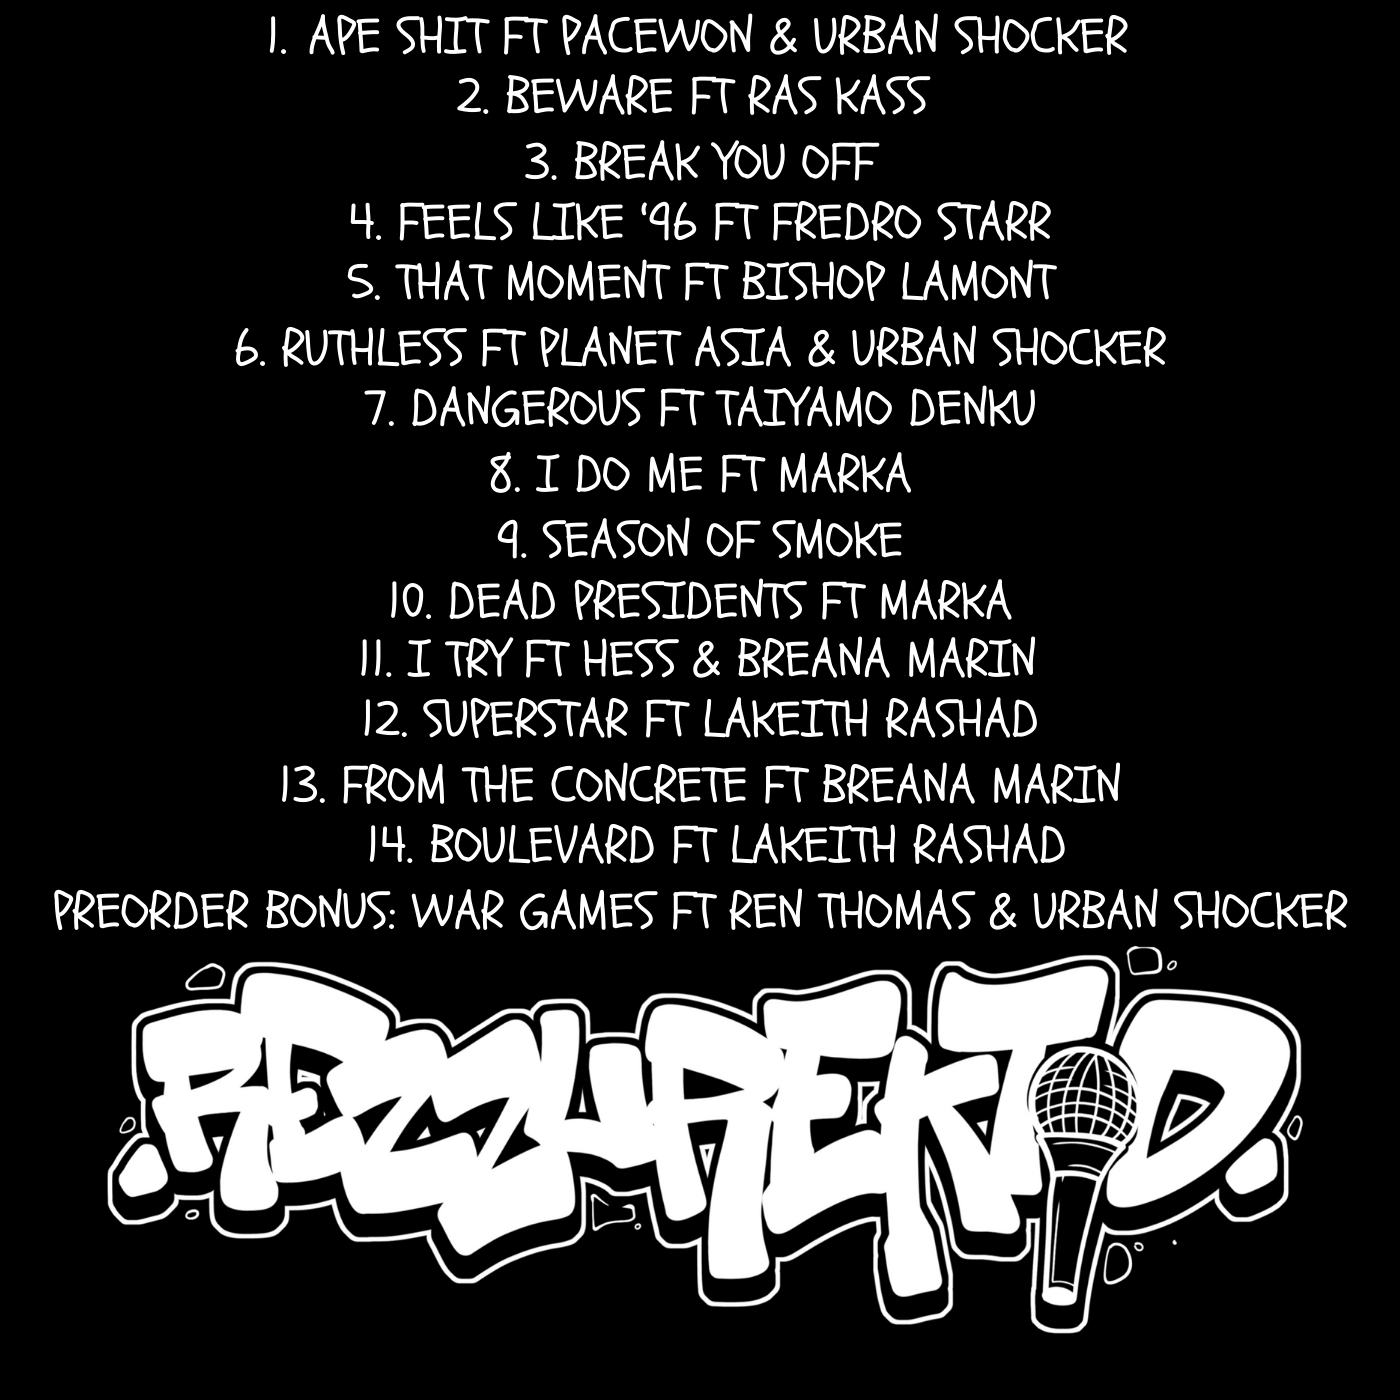 1. APE SHIT FT PACEWON & URBAN SHOCKER
2. BEWARE FT RAS KASS
3. BREAK YOU OFF
4. FEELS LIKE '96 FT FREDRO STARR
5. THAT MOMENT FT BISHOP LAMONT
6. RUTHLESS FT PLANET ASIA & URBAN SHOCKER
7. DANGEROUS FT TAIYAMO DENKU
8. I DO ME FT MARKA
9. SEASON OF SMOKE
10. DEAD PRESIDENTS FT MARKA
11. I TRY FT HESS & BREANA MARIN
12. SUPERSTAR FT LAKEITH RASHAD
13. FROM THE CONCRETE FT BREANA MARIN
14. BOULEVARD FT LAKEITH RASHAD
PREORDER BONUS: WAR GAMES FT REN THOMAS & URBAN SHOCKER
REZZUREKTID